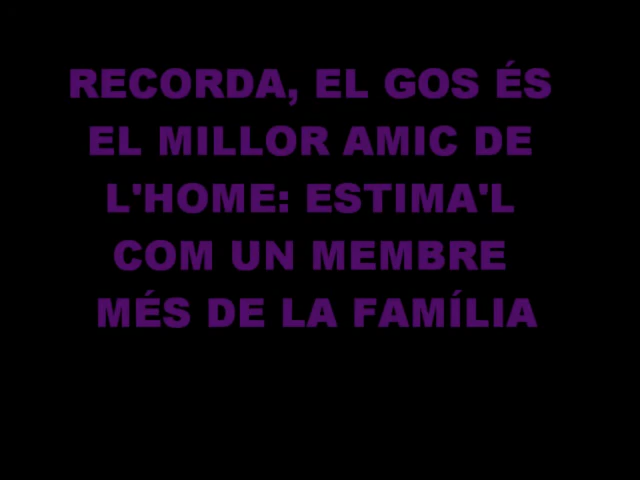 RECORDA, EL GOS ÉS
EL MILLOR AMIC DE
L'HOME: ESTIMA'L
COM UN MEMBRE
MÉS DE LA FAMÍLIA